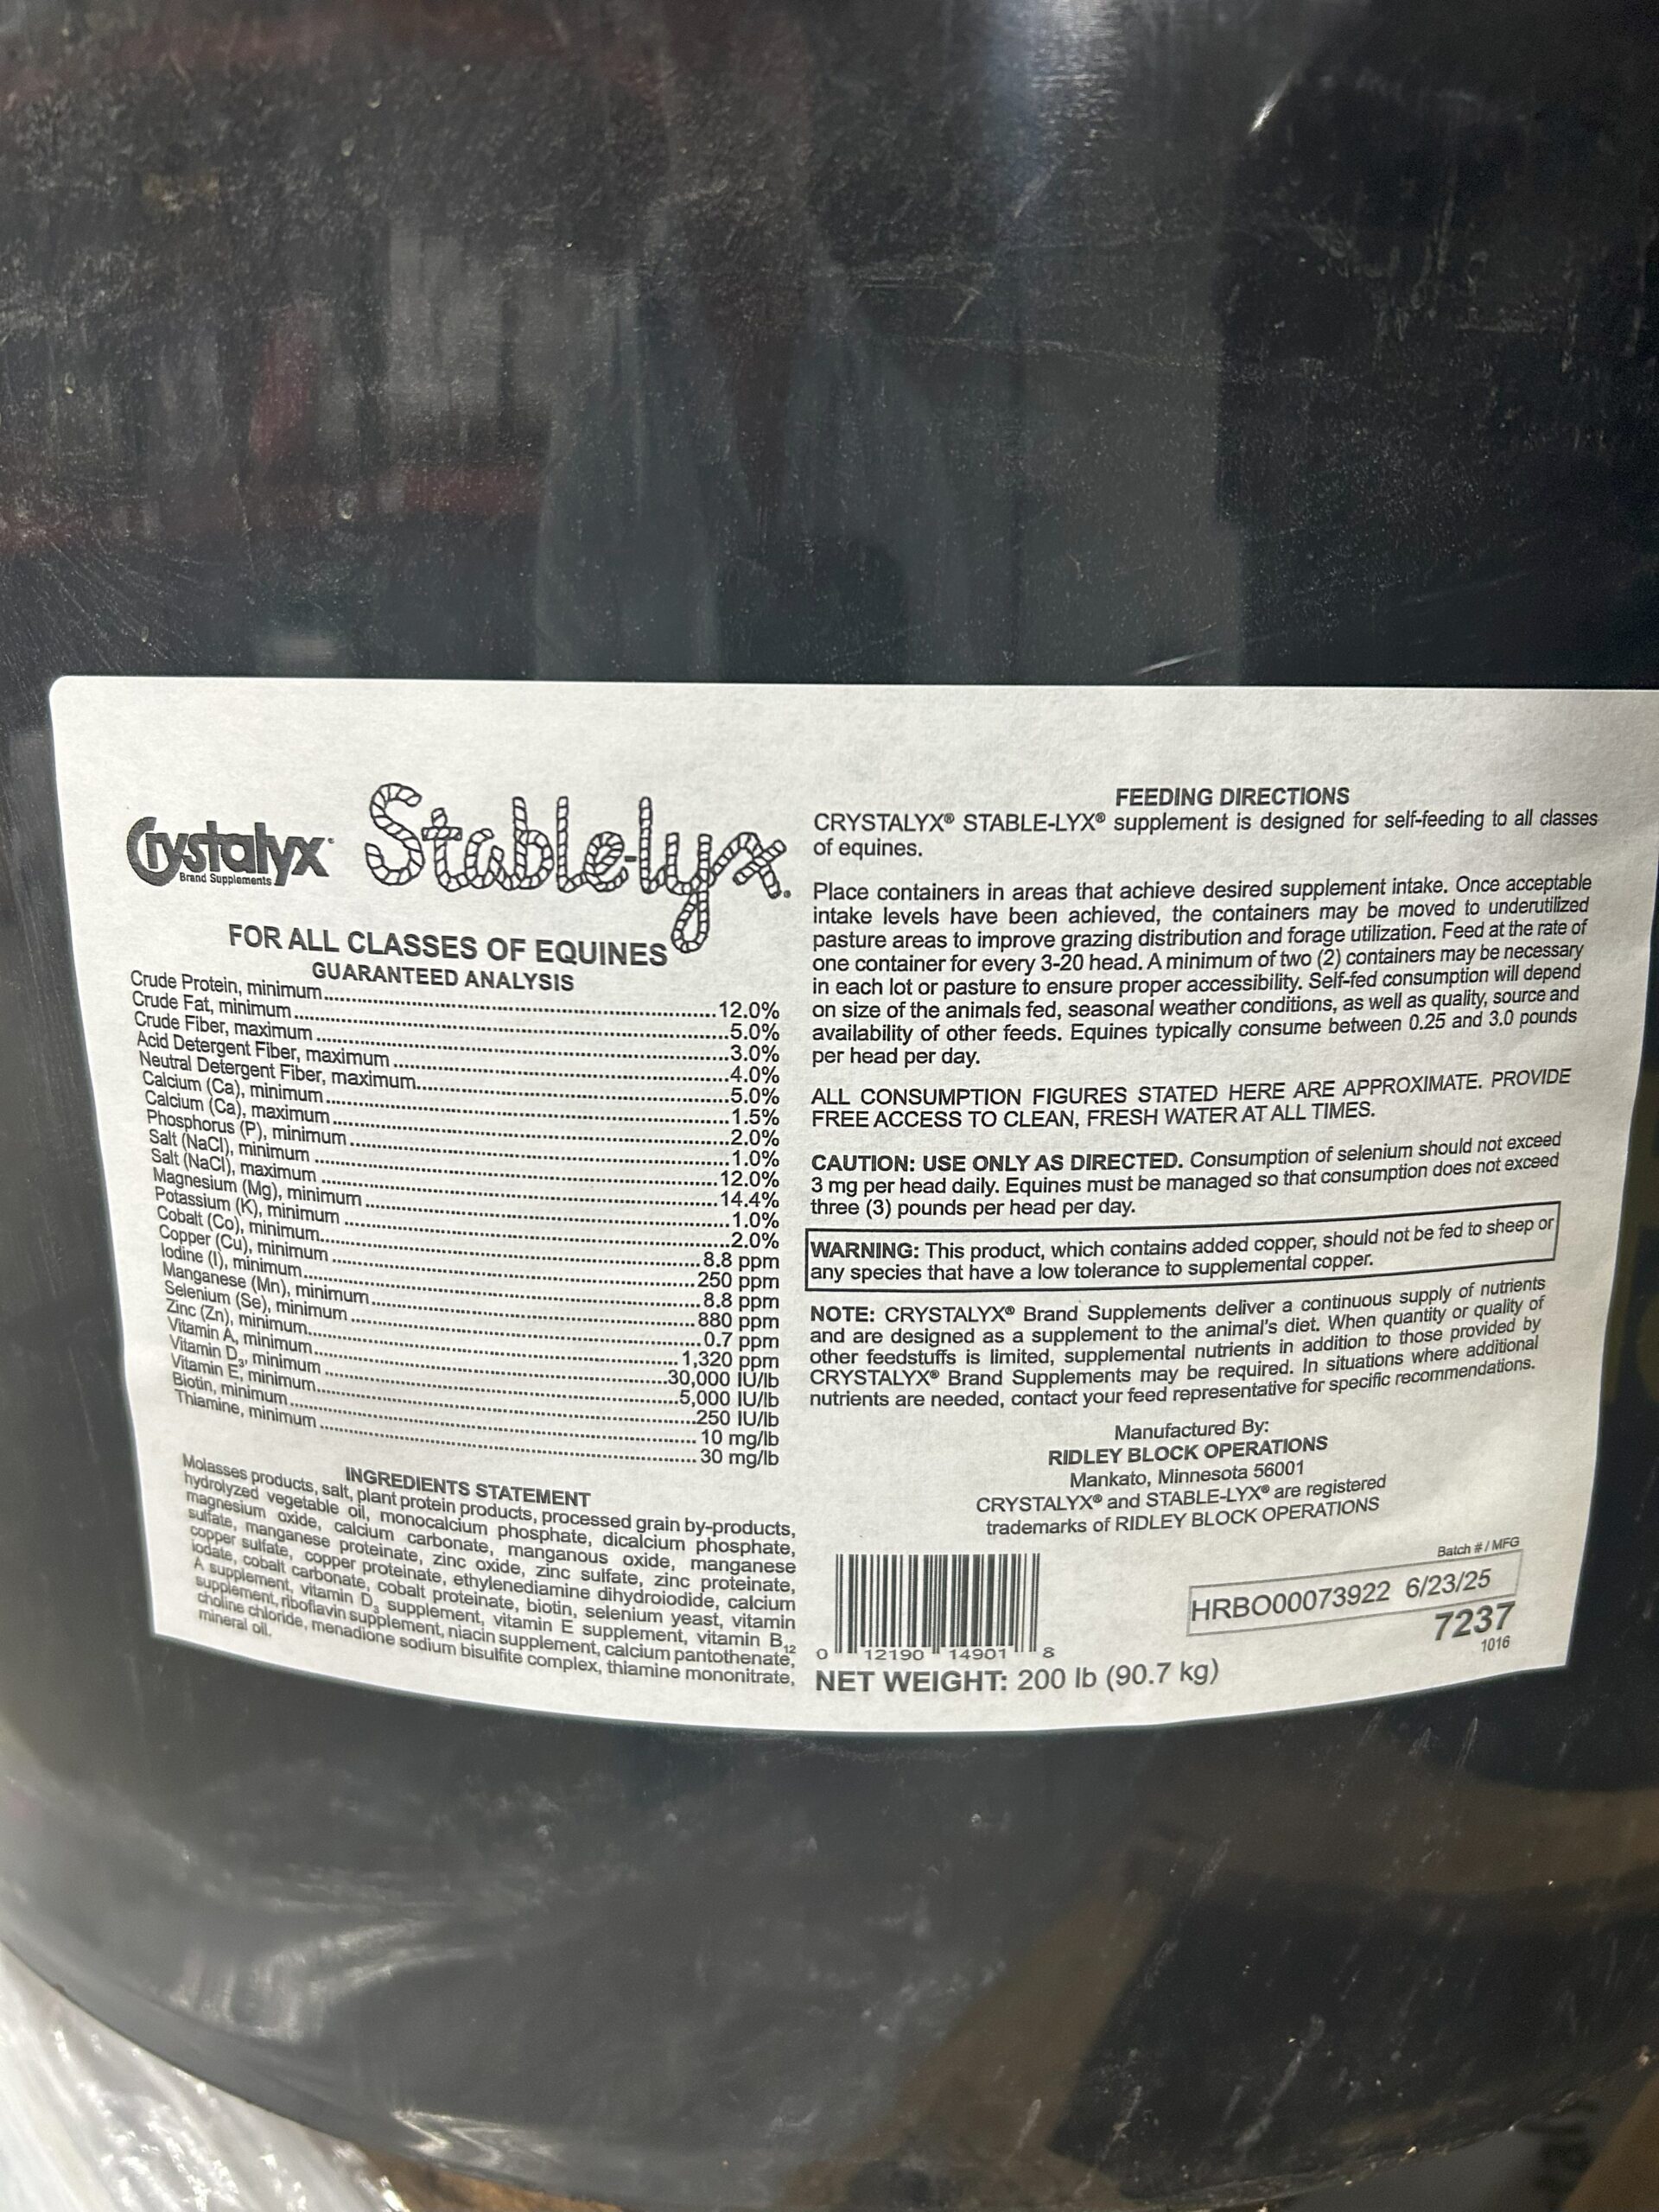 Crystalyx®
Brand Supplements
Stable-lyx®
FOR ALL CLASSES OF EQUINES
GUARANTEED ANALYSIS
Crude Protein, minimum 12.0%
Crude Fat, minimum 5.0%
Crude Fiber, maximum 3.0%
Acid Detergent Fiber, maximum 4.0%
Neutral Detergent Fiber, maximum 5.0%
Calcium (Ca), minimum 1.5%
Calcium (Ca), maximum 2.0%
Phosphorus (P), minimum 1.0%
Salt (NaCl), minimum 12.0%
Salt (NaCl), maximum 14.4%
Magnesium (Mg), minimum 1.0%
Potassium (K), minimum 2.0%
Cobalt (Co), minimum 8.8 ppm
Copper (Cu), minimum 250 ppm
Iodine (I), minimum 8.8 ppm
Manganese (Mn), minimum 880 ppm
Selenium (Se), minimum 0.7 ppm
Zinc (Zn), minimum 1,320 ppm
Vitamin A, minimum 30,000 IU/lb
Vitamin D3, minimum 5,000 IU/lb
Vitamin E, minimum 250 IU/lb
Biotin, minimum 10 mg/lb
Thiamine, minimum 30 mg/lb
INGREDIENTS STATEMENT
Molasses products, salt, plant protein products, processed grain by-products,
hydrolyzed vegetable oil, monocalcium phosphate, dicalcium phosphate,
magnesium oxide, calcium carbonate, manganous oxide, manganese
sulfate, manganese proteinate, zinc oxide, zinc sulfate, zinc proteinate,
copper sulfate, copper proteinate, ethylenediamine dihydroiodide, calcium
iodate, cobalt carbonate, cobalt proteinate, biotin, selenium yeast, vitamin
A supplement, vitamin D3 supplement, vitamin E supplement, vitamin B12
supplement, riboflavin supplement, niacin supplement, calcium pantothenate,
choline chloride, menadione sodium bisulfite complex, thiamine mononitrate,
mineral oil.
FEEDING DIRECTIONS
CRYSTALYX® STABLE-LYX® supplement is designed for self-feeding to all classes
of equines.
Place containers in areas that achieve desired supplement intake. Once acceptable
intake levels have been achieved, the containers may be moved to underutilized
pasture areas to improve grazing distribution and forage utilization. Feed at the rate of
one container for every 3-20 head. A minimum of two (2) containers may be necessary
in each lot or pasture to ensure proper accessibility. Self-fed consumption will depend
on size of the animals fed, seasonal weather conditions, as well as quality, source and
availability of other feeds. Equines typically consume between 0.25 and 3.0 pounds
per head per day.
ALL CONSUMPTION FIGURES STATED HERE ARE APPROXIMATE. PROVIDE
FREE ACCESS TO CLEAN, FRESH WATER AT ALL TIMES.
CAUTION: USE ONLY AS DIRECTED. Consumption of selenium should not exceed
3 mg per head daily. Equines must be managed so that consumption does not exceed
three (3) pounds per head per day.
WARNING: This product, which contains added copper, should not be fed to sheep or
any species that have a low tolerance to supplemental copper.
NOTE: CRYSTALYX® Brand Supplements deliver a continuous supply of nutrients
and are designed as a supplement to the animal's diet. When quantity or quality of
other feedstuffs is limited, supplemental nutrients in addition to those provided by
CRYSTALYX® Brand Supplements may be required. In situations where additional
nutrients are needed, contact your feed representative for specific recommendations.
Manufactured By:
RIDLEY BLOCK OPERATIONS
Mankato, Minnesota 56001
CRYSTALYX® and STABLE-LYX® are registered
trademarks of RIDLEY BLOCK OPERATIONS
Batch # / MFG
HRBO00073922 6/23/25
7237
1016
0 12190 14901 8
NET WEIGHT: 200 lb (90.7 kg)